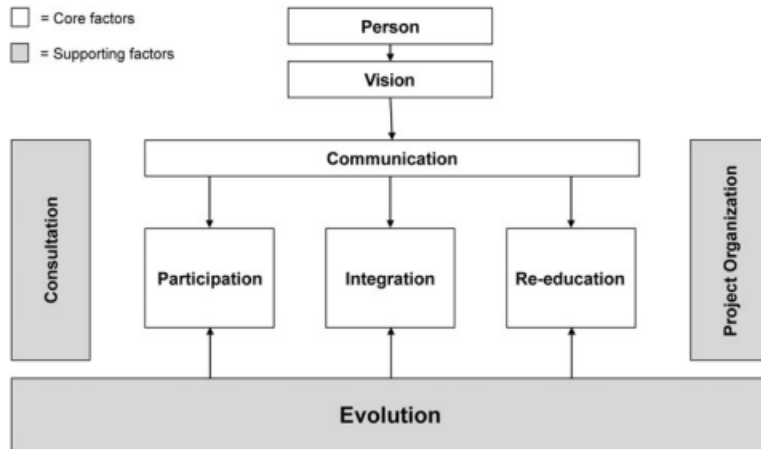 = Core factors
= Supporting factors
Person
Vision
Communication
Consultation
Participation
Integration
Re-education
Project Organization
Evolution